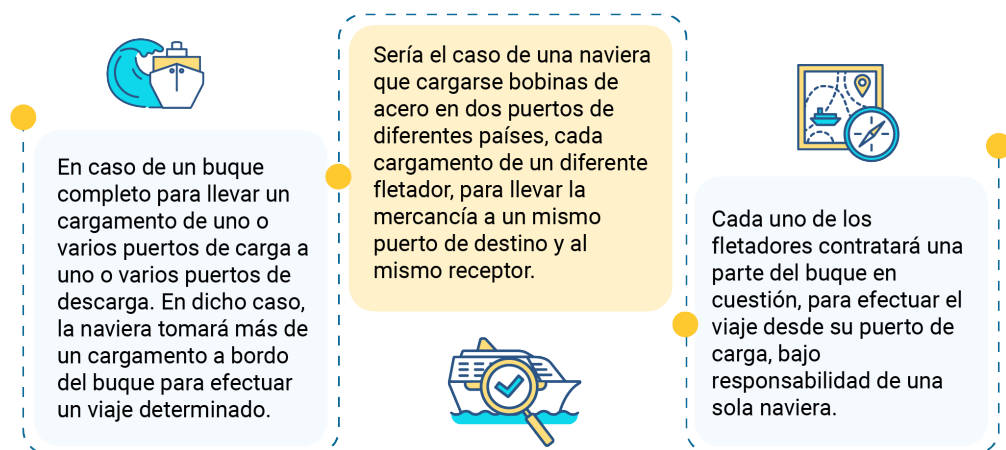 En caso de un buque
completo para llevar un
cargamento de uno o
varios puertos de carga a
uno o varios puertos de
descarga. En dicho caso,
la naviera tomará más de
un cargamento a bordo
del buque para efectuar
un viaje determinado.
Sería el caso de una naviera
que cargarse bobinas de
acero en dos puertos de
diferentes países, cada
cargamento de un diferente
fletador, para llevar la
mercancía a un mismo
puerto de destino y al
mismo receptor.
Cada uno de los
fletadores contratará una
parte del buque en
cuestión, para efectuar el
viaje desde su puerto de
carga, bajo
responsabilidad de una
sola naviera.